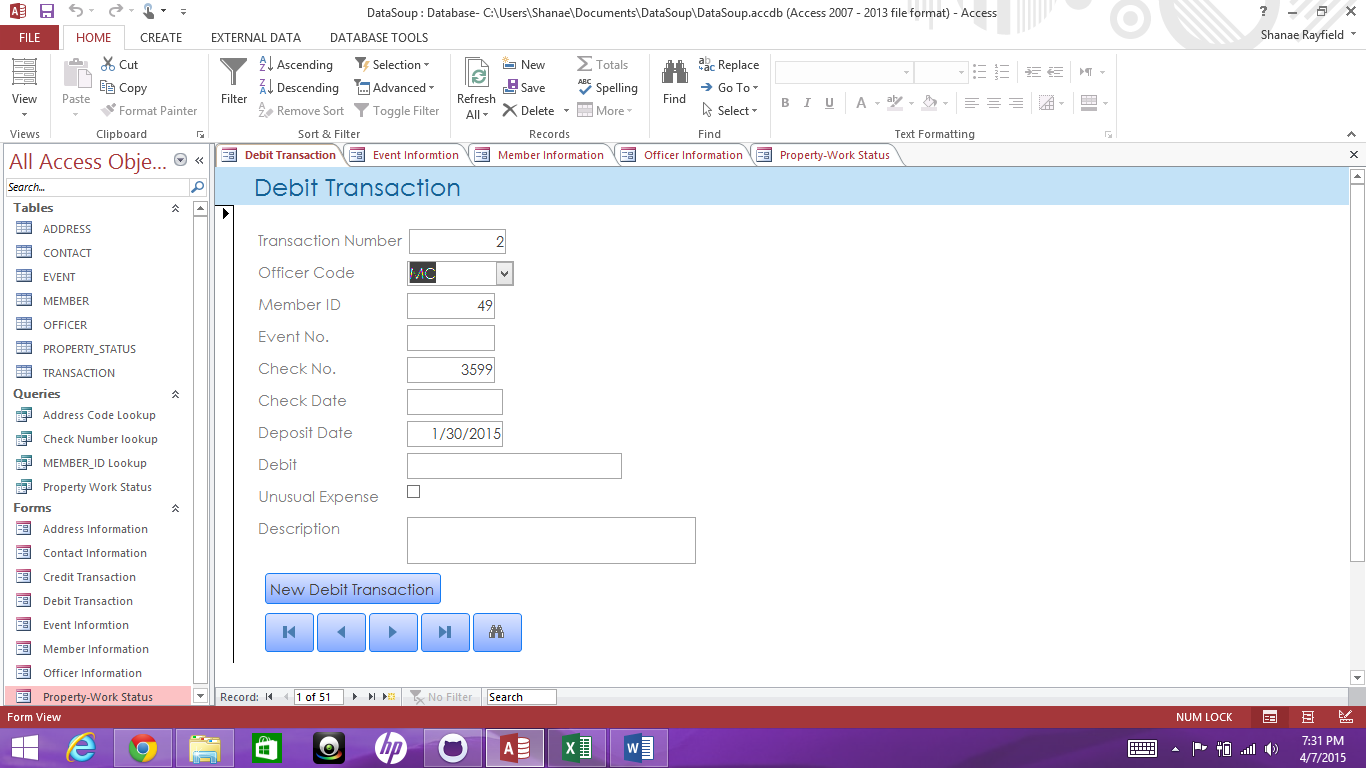 DataSoup : Database- C:\Users\Shanae\Documents\DataSoup\DataSoup.accdb (Access 2007 - 2013 file format) - Access
FILE HOME CREATE EXTERNAL DATA DATABASE TOOLS Shanae Rayfield
View
Views
Paste
Cut
Copy
Format Painter
Clipboard
Filter
Ascending
Descending
Remove Sort
Selection
Advanced
Toggle Filter
Sort & Filter
Refresh
All
New
Save
Delete
Totals
Spelling
More
Records
Find
Replace
Go To
Select
Find
B I U A
Text Formatting
All Access Obje...
Search...
Tables
ADDRESS
CONTACT
EVENT
MEMBER
OFFICER
PROPERTY_STATUS
TRANSACTION
Queries
Address Code Lookup
Check Number lookup
MEMBER_ID Lookup
Property Work Status
Forms
Address Information
Contact Information
Credit Transaction
Debit Transaction
Event Informtion
Member Information
Officer Information
Property-Work Status
Debit Transaction Event Informtion Member Information Officer Information Property-Work Status
Debit Transaction
Transaction Number 2
Officer Code MC
Member ID 49
Event No.
Check No. 3599
Check Date
Deposit Date 1/30/2015
Debit
Unusual Expense
Description
New Debit Transaction
Record: 1 of 51 No Filter Search
Form View NUM LOCK
7:31 PM
4/7/2015